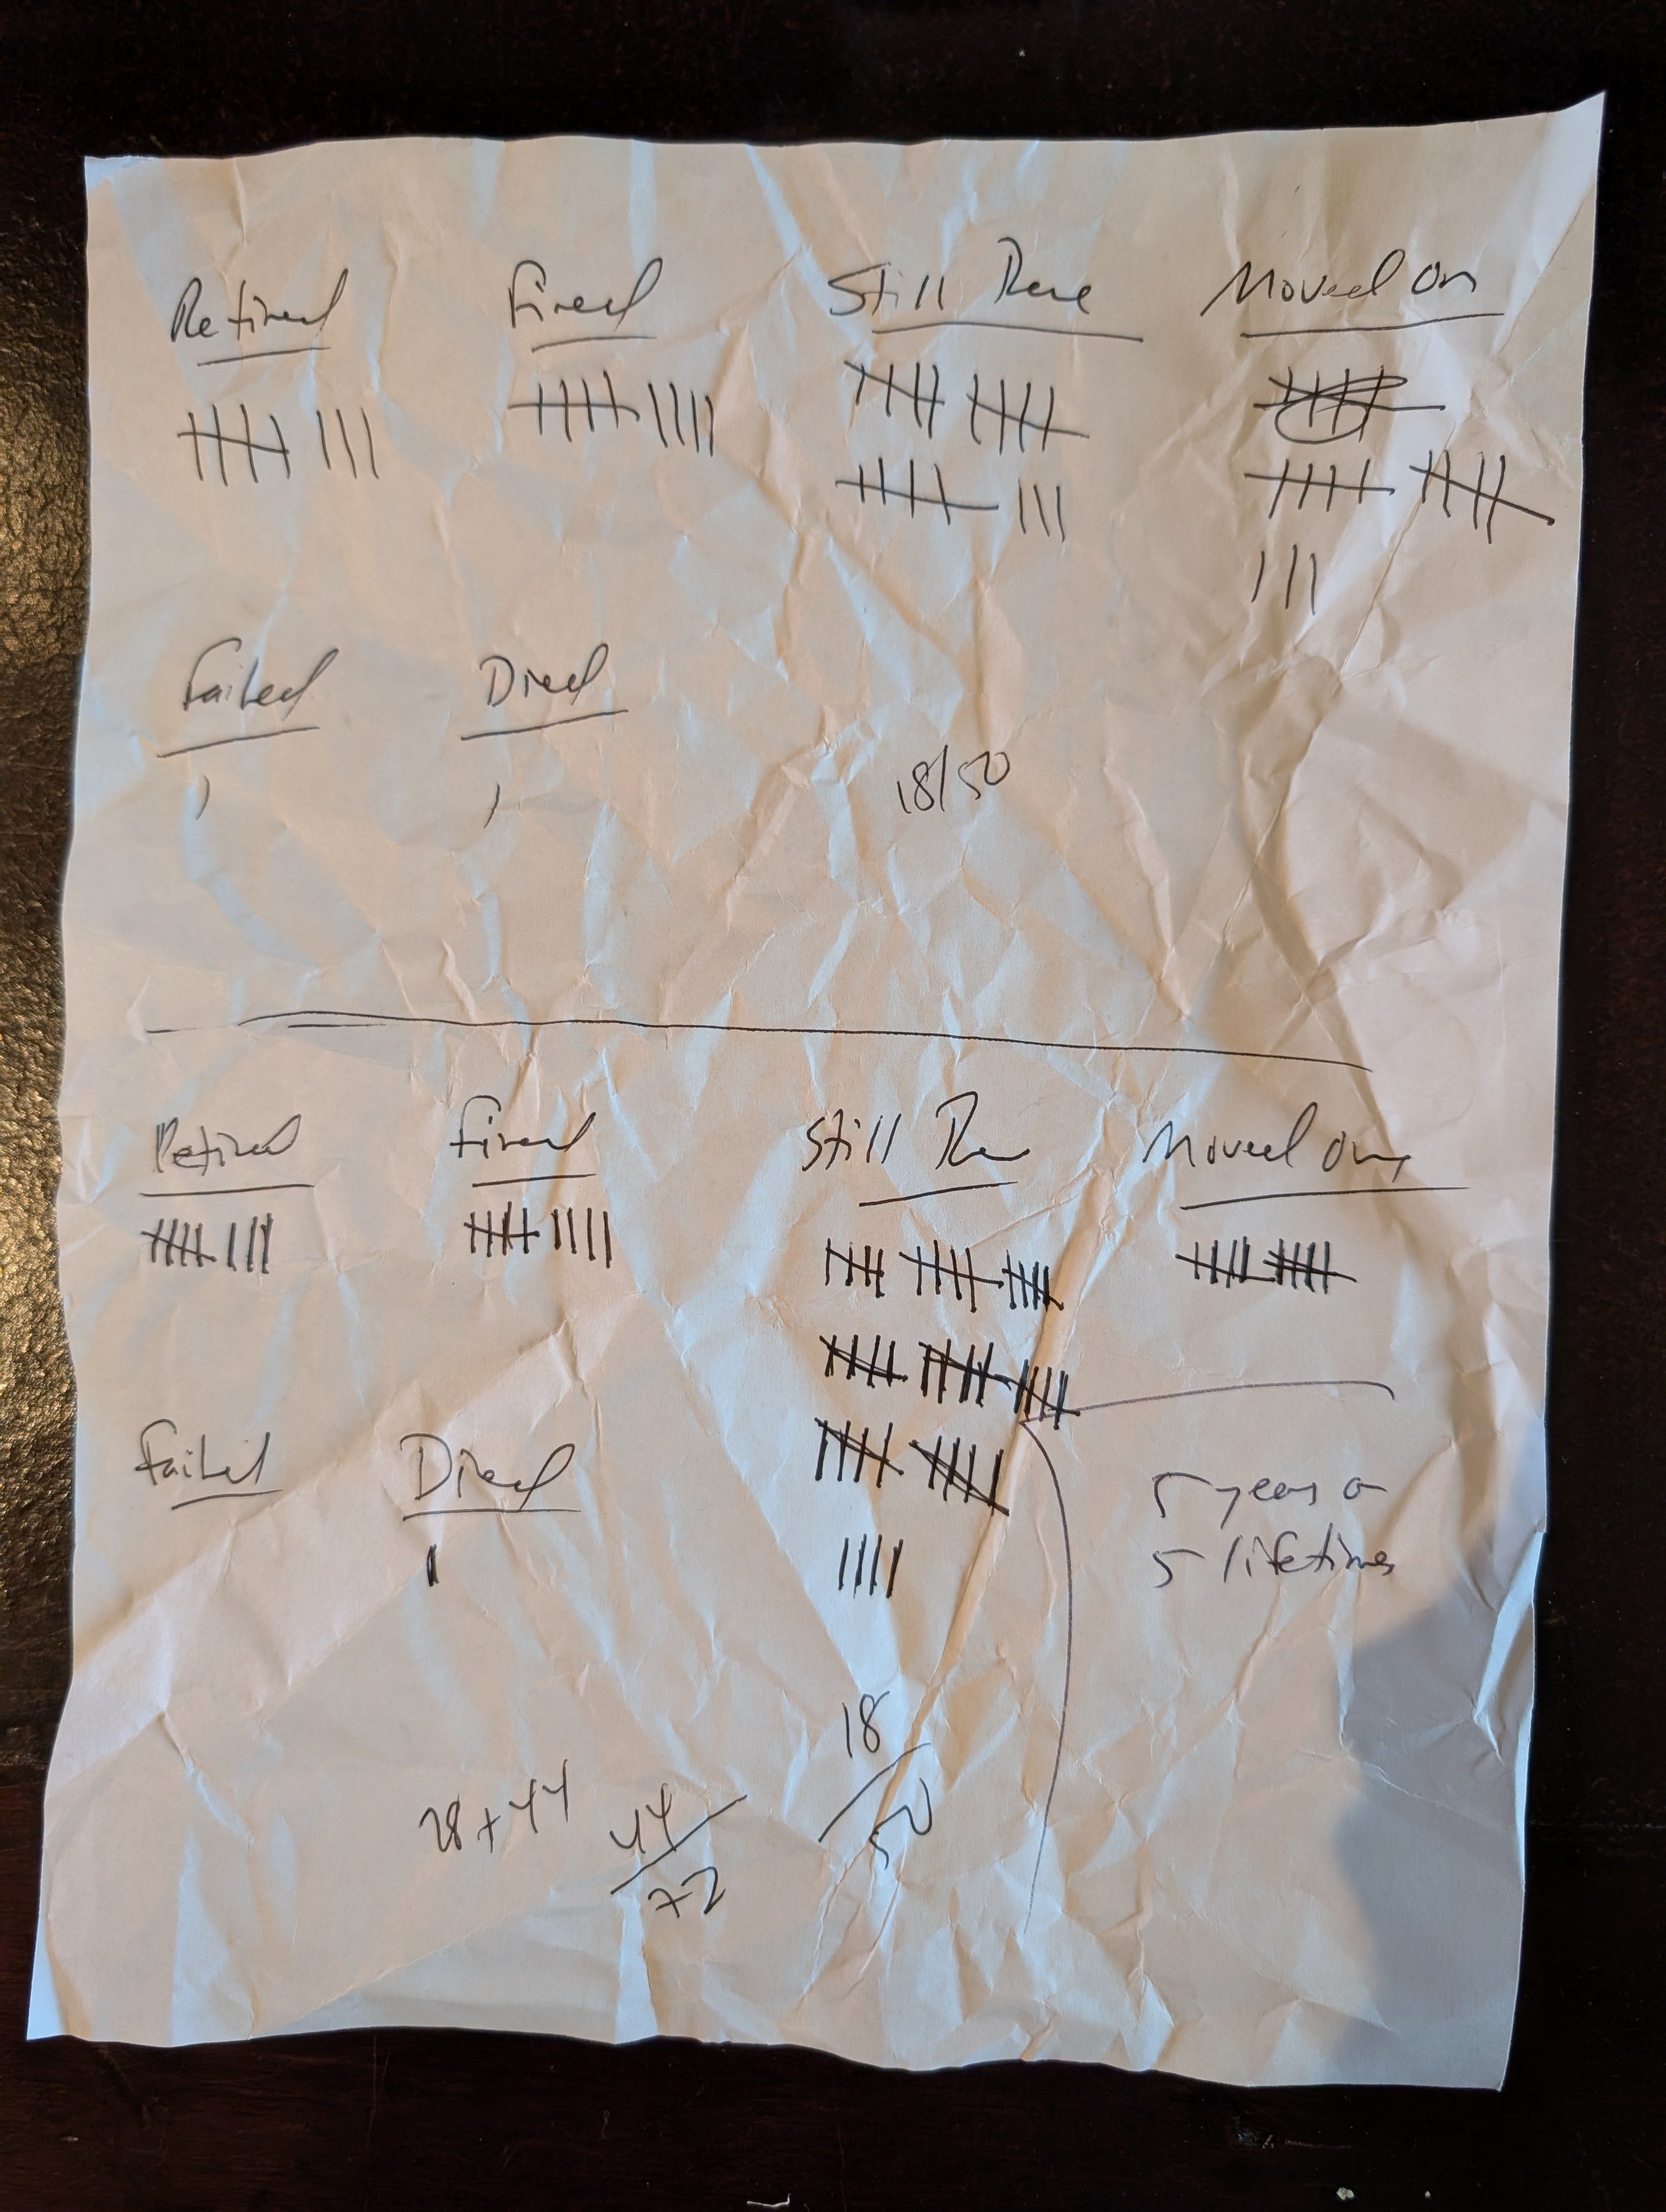 Retired Fired Still There Moved On
Failed Died
18/50
Retired Fired Still There Moved On
Failed Died
5 years or
5 lifetimes
28 + 44
44/72
18/50